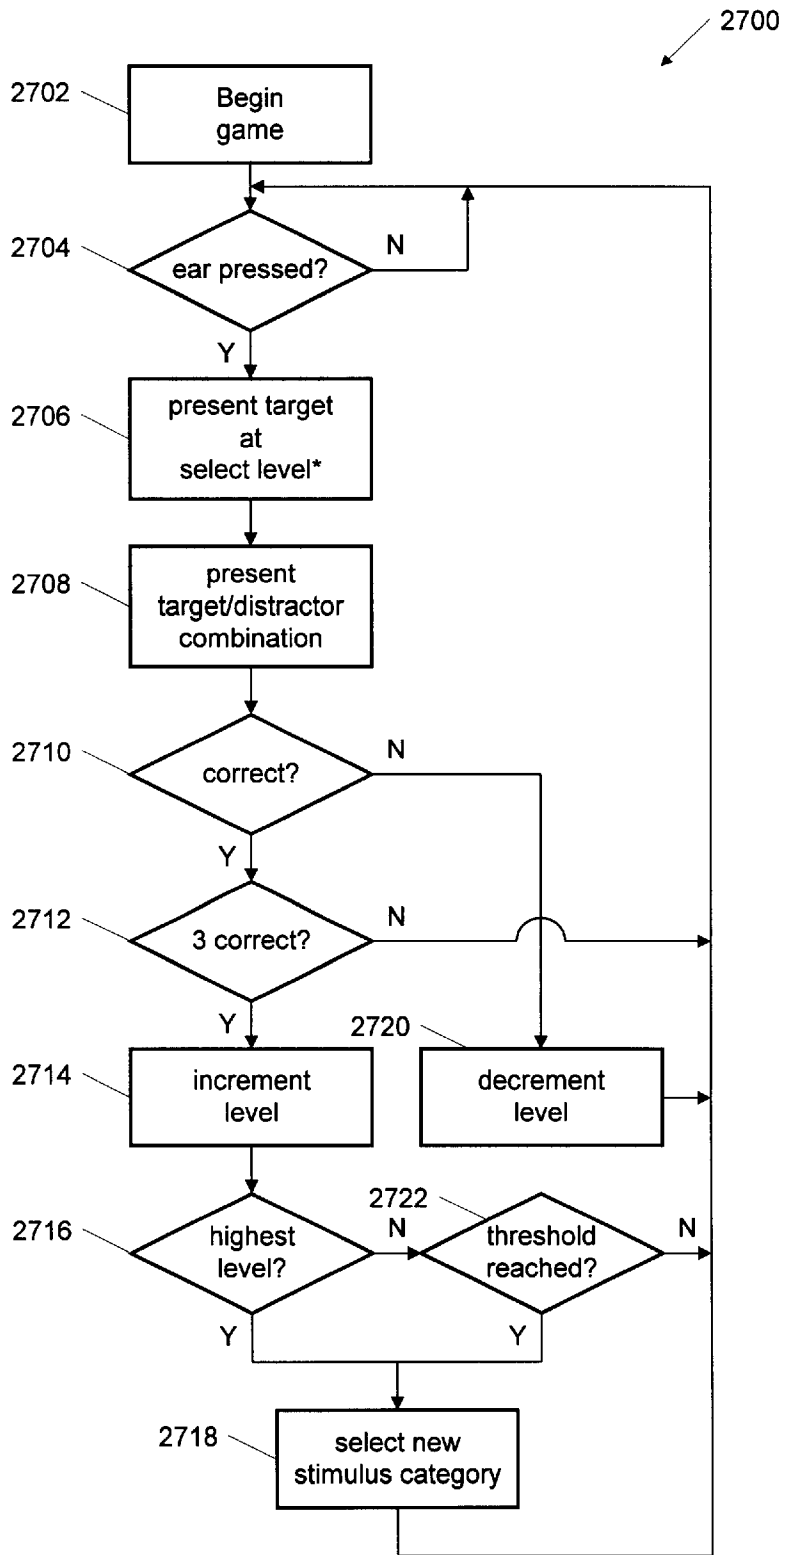 2700
2702
Begin
game
2704
ear pressed?
N
Y
2706
present target
at
select level*
2708
present
target/distractor
combination
2710
correct?
N
Y
2712
3 correct?
N
Y
2720
2714
increment
level
decrement
level
2722
2716
highest
level?
N
threshold
reached?
N
Y
Y
2718
select new
stimulus category